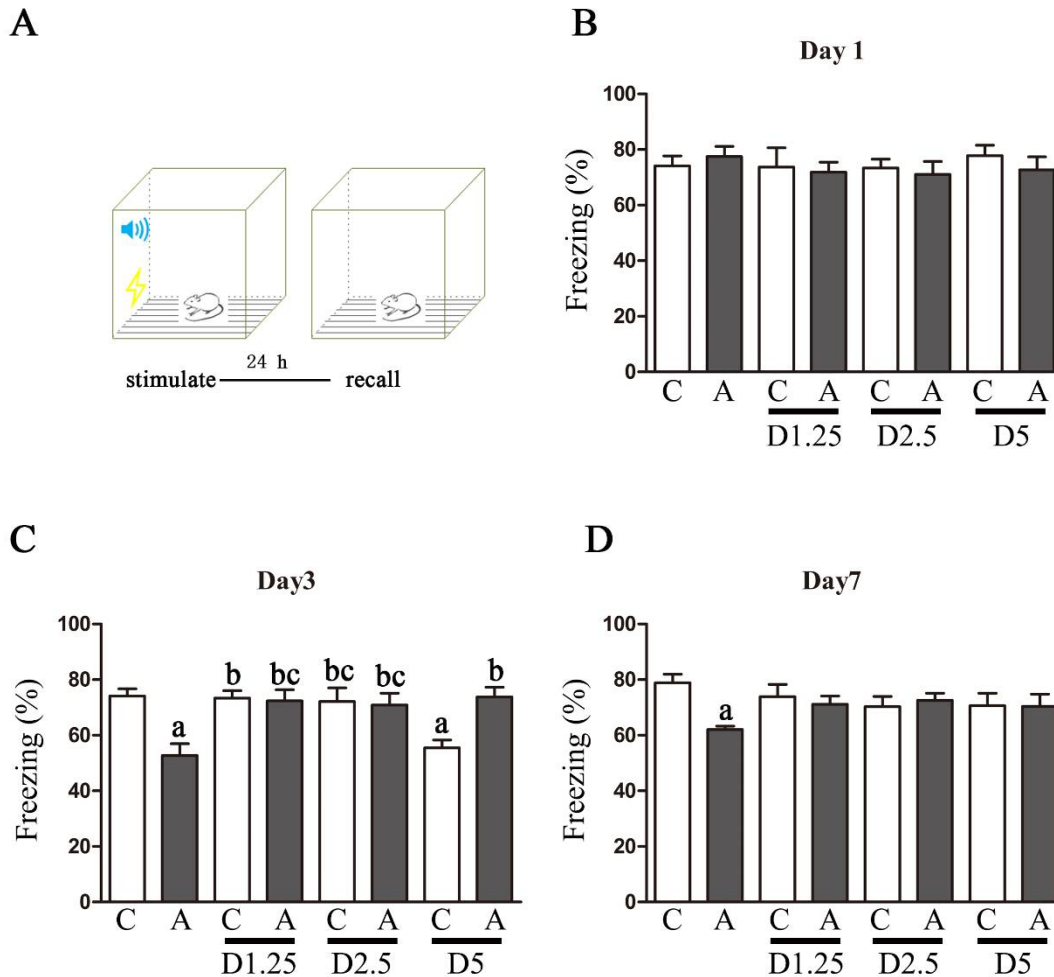 A
24 h
stimulate recall
B
Day 1
Freezing (%)
100
80
60
40
20
0
C A C A C A C A
D1.25 D2.5 D5
C
Day3
Freezing (%)
100
80
60
40
20
0
a b bc bc bc a b
C A C A C A C A
D1.25 D2.5 D5
D
Day7
Freezing (%)
100
80
60
40
20
0
a
C A C A C A C A
D1.25 D2.5 D5